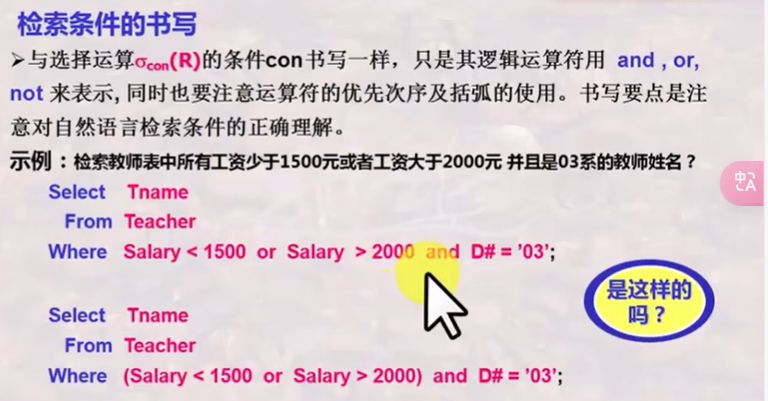 检索条件的书写
➢与选择运算σcon(R)的条件con书写一样，只是其逻辑运算符用 and , or,
not 来表示, 同时也要注意运算符的优先次序及括弧的使用。书写要点是注
意对自然语言检索条件的正确理解。
示例：检索教师表中所有工资少于1500元或者工资大于2000元 并且是03系的教师姓名？
Select Tname
From Teacher
Where Salary < 1500 or Salary > 2000 and D# = ’03’;
是这样的
吗？
Select Tname
From Teacher
Where (Salary < 1500 or Salary > 2000) and D# = ’03’;
中
A